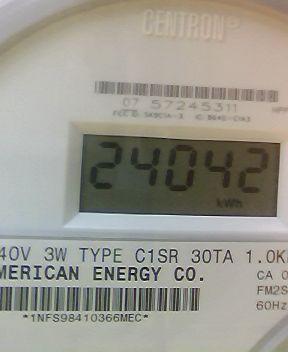 CENTRON®
07 57245311
24042
kWh
40V 3W TYPE C1SR 30TA 1.0K
MERICAN ENERGY CO.
CA 0
FM2S
60Hz
*1NFS98410366MEC*